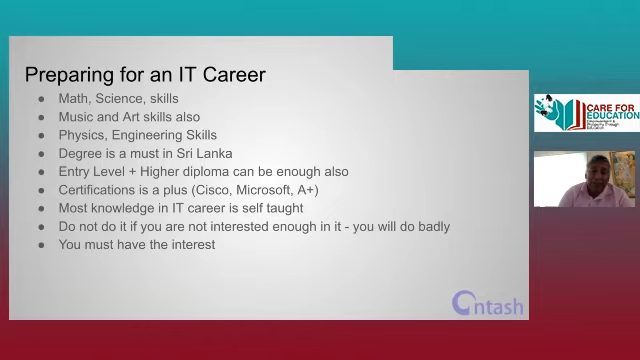 Preparing for an IT Career
● Math, Science, skills
● Music and Art skills also
● Physics, Engineering Skills
● Degree is a must in Sri Lanka
● Entry Level + Higher diploma can be enough also
● Certifications is a plus (Cisco, Microsoft, A+)
● Most knowledge in IT career is self taught
● Do not do it if you are not interested enough in it - you will do badly
● You must have the interest
CARE FOR
EDUCATION
Through
Education
ntash